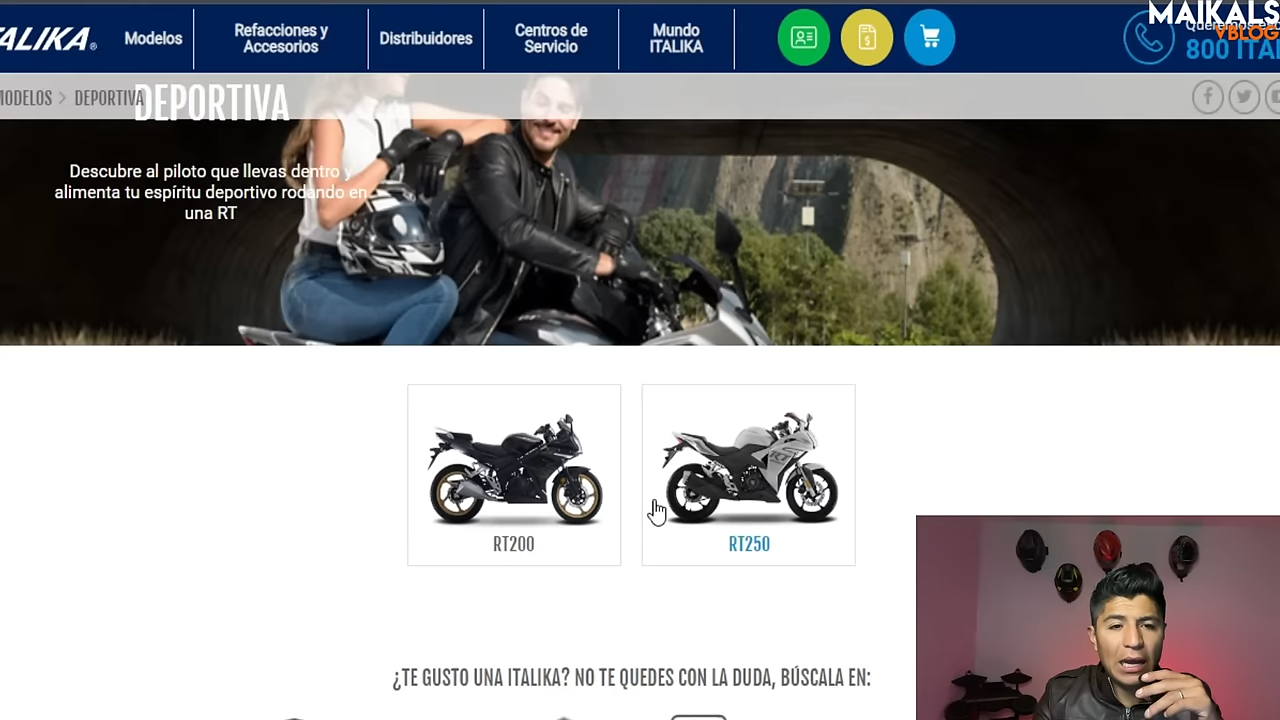 MAIKALS
VBLOG
ITALIKA®
Modelos
Refacciones y
Accesorios
Distribuidores
Centros de
Servicio
Mundo
ITALIKA
800 ITAL
MODELOS > DEPORTIVA
DEPORTIVA
Descubre al piloto que llevas dentro y
alimenta tu espíritu deportivo rodando en
una RT
RT200
RT250
¿TE GUSTO UNA ITALIKA? NO TE QUEDES CON LA DUDA, BÚSCALA EN: